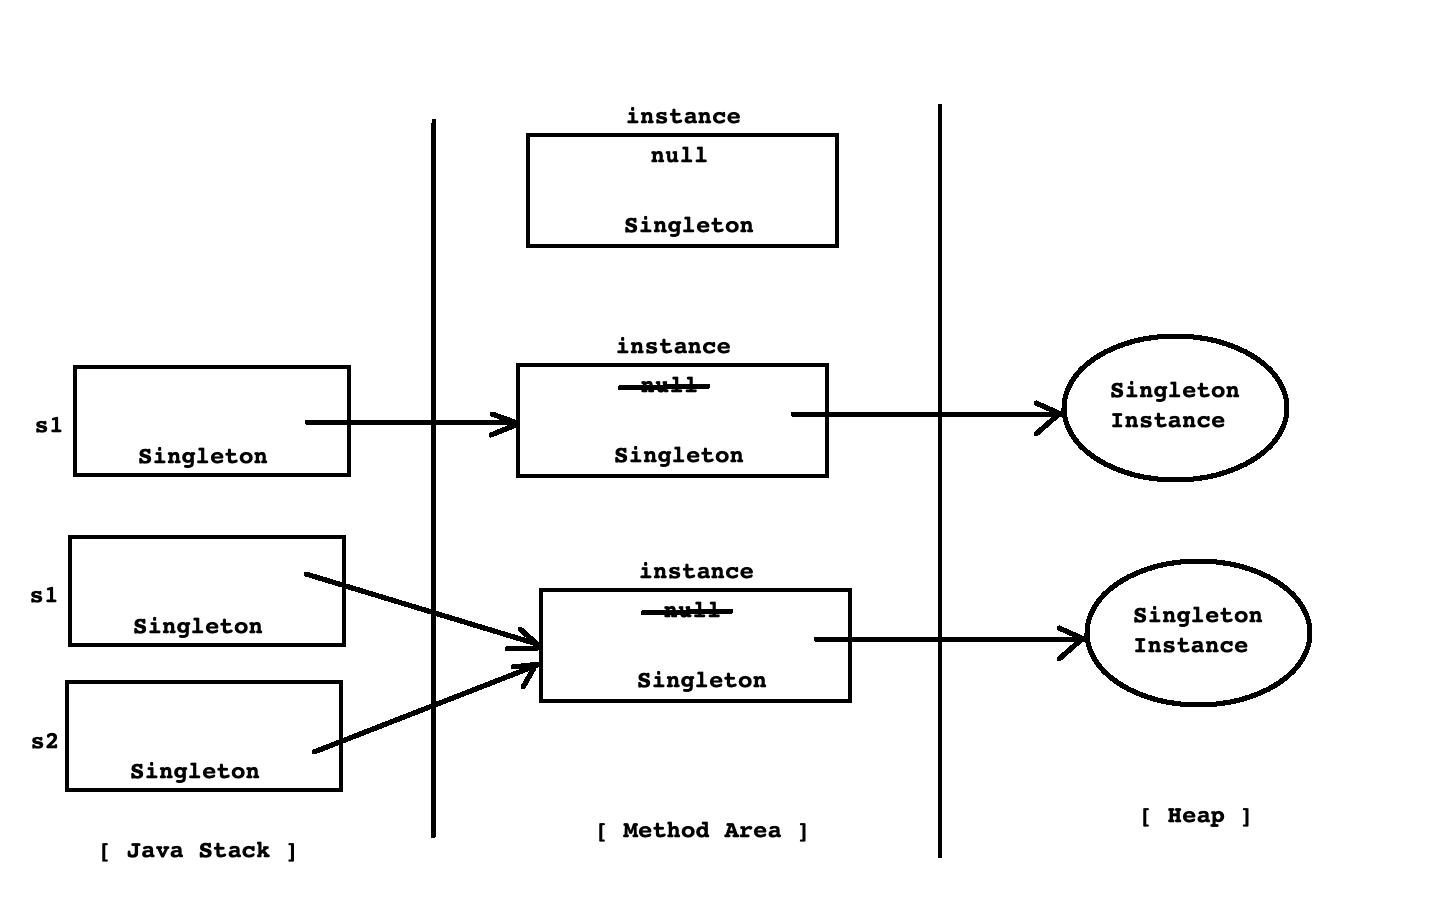 instance
null
Singleton
instance
null
s1
Singleton
Singleton
Singleton
Instance
instance
null
s1
Singleton
Singleton
Singleton
Instance
s2
Singleton
[ Java Stack ]
[ Method Area ]
[ Heap ]